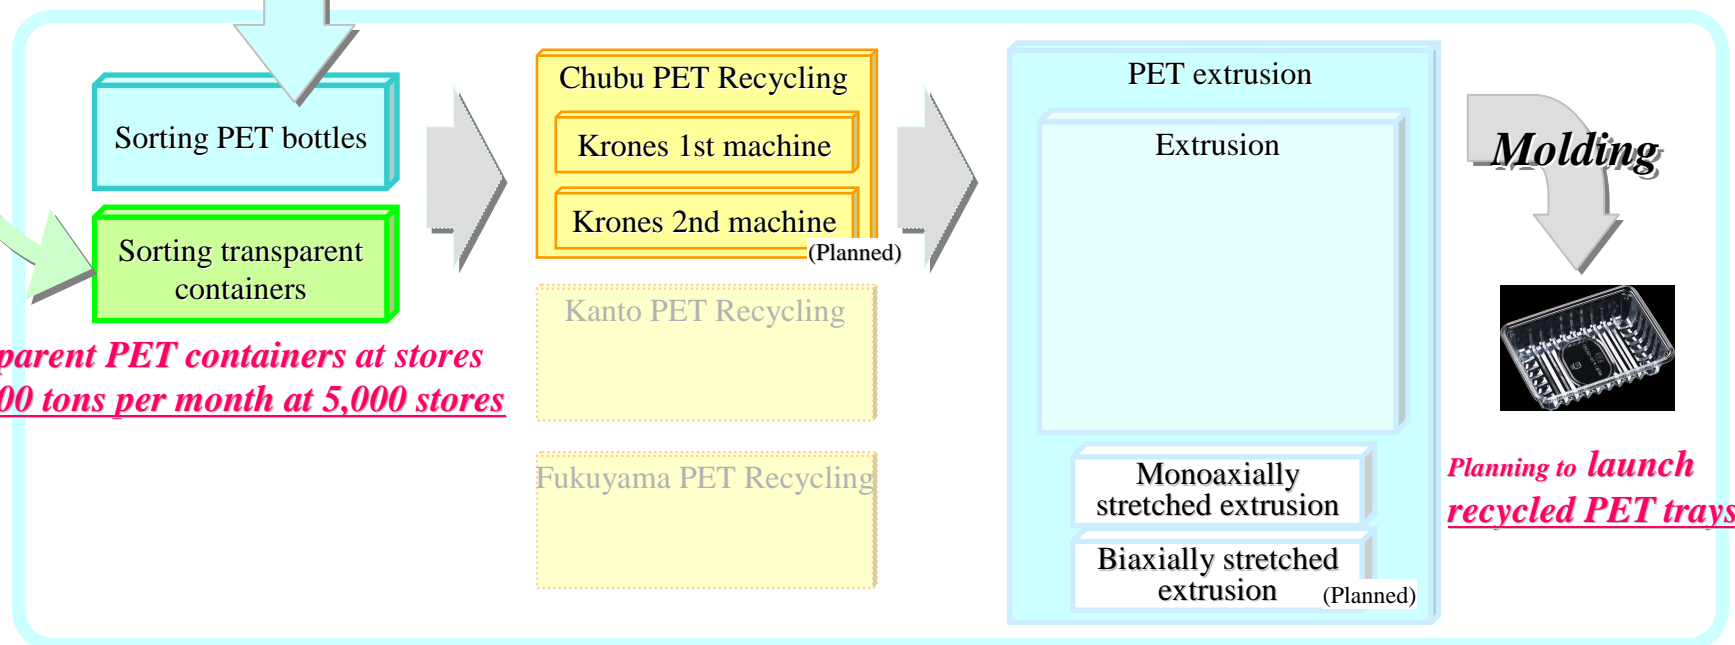 Sorting PET bottles
Sorting transparent
containers
parent PET containers at stores
00 tons per month at 5,000 stores
Chubu PET Recycling
Krones 1st machine
Krones 2nd machine
(Planned)
Kanto PET Recycling
Fukuyama PET Recycling
PET extrusion
Extrusion
Monoaxially
stretched extrusion
Biaxially stretched
extrusion
(Planned)
Molding
Planning to launch
recycled PET trays